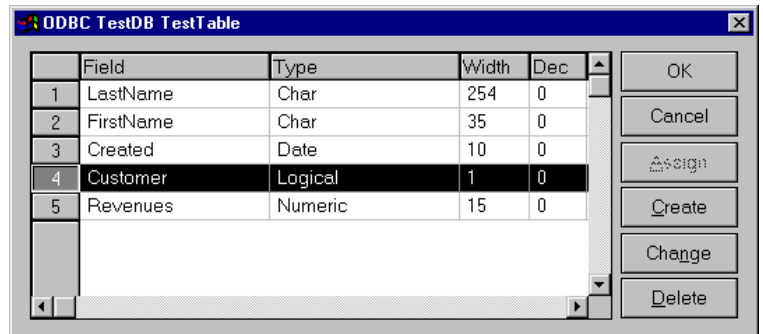 ODBC TestDB TestTable
Field Type Width Dec
1 LastName Char 254 0
2 FirstName Char 35 0
3 Created Date 10 0
4 Customer Logical 1 0
5 Revenues Numeric 15 0
OK
Cancel
Assign
Create
Change
Delete